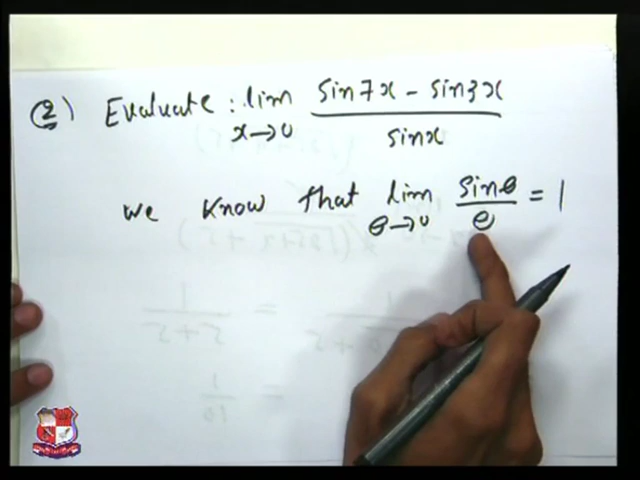 (2) Evaluate : lim x→0 (sin7x - sin3x)/sinx
we know that lim θ→0 sinθ/θ = 1